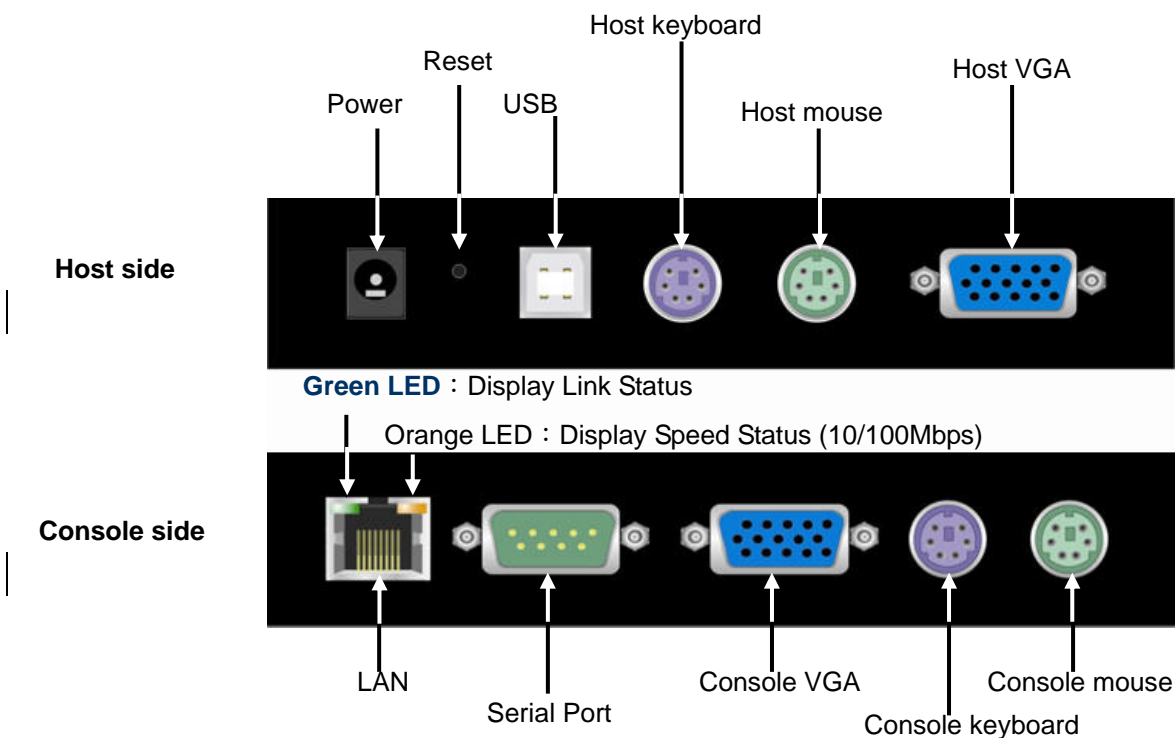 Host keyboard
Reset
Host VGA
Power
USB
Host mouse
Host side
Green LED：Display Link Status
Orange LED：Display Speed Status (10/100Mbps)
Console side
LAN
Console VGA
Console mouse
Serial Port
Console keyboard